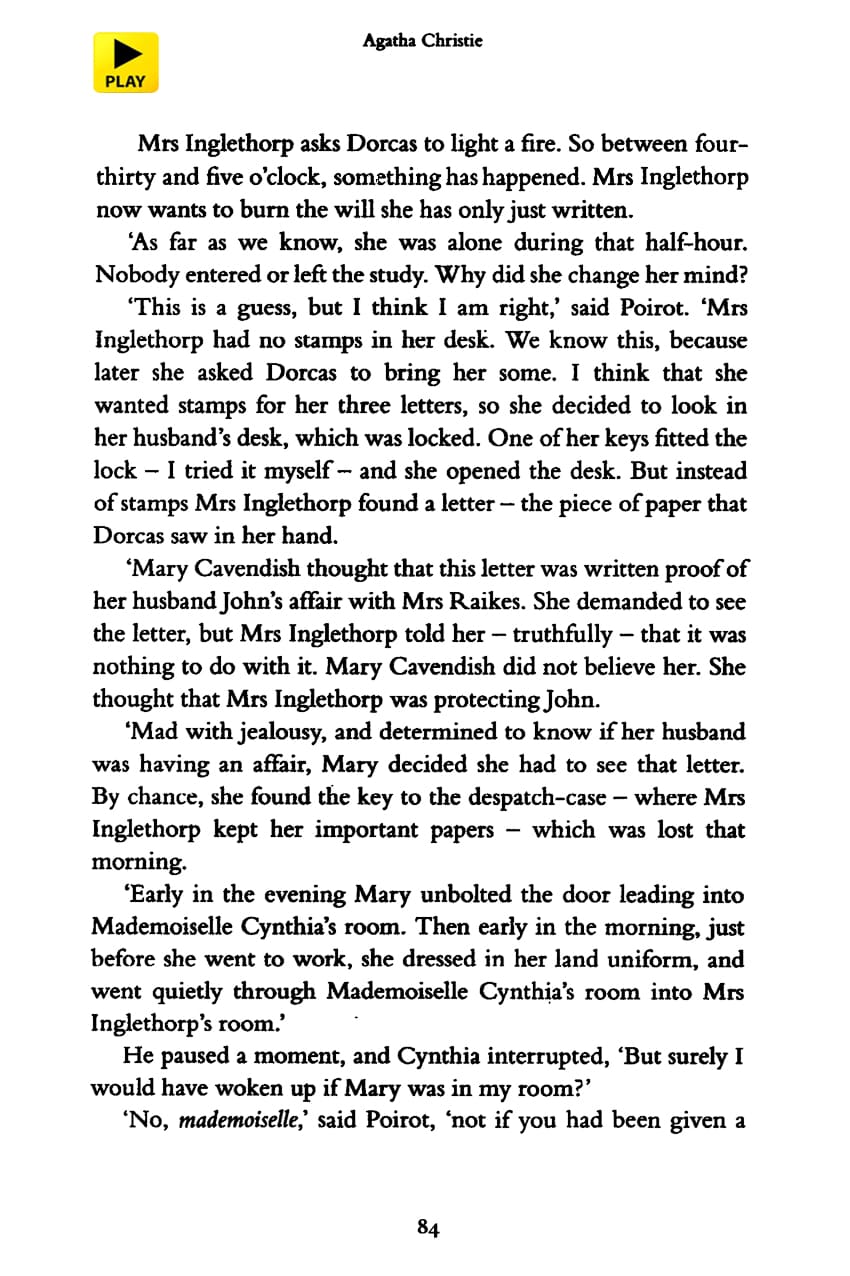 Agatha Christie
PLAY
Mrs Inglethorp asks Dorcas to light a fire. So between four-
thirty and five o’clock, something has happened. Mrs Inglethorp
now wants to burn the will she has only just written.
‘As far as we know, she was alone during that half-hour.
Nobody entered or left the study. Why did she change her mind?
‘This is a guess, but I think I am right,’ said Poirot. ‘Mrs
Inglethorp had no stamps in her desk. We know this, because
later she asked Dorcas to bring her some. I think that she
wanted stamps for her three letters, so she decided to look in
her husband’s desk, which was locked. One of her keys fitted the
lock – I tried it myself – and she opened the desk. But instead
of stamps Mrs Inglethorp found a letter – the piece of paper that
Dorcas saw in her hand.
‘Mary Cavendish thought that this letter was written proof of
her husband John’s affair with Mrs Raikes. She demanded to see
the letter, but Mrs Inglethorp told her – truthfully – that it was
nothing to do with it. Mary Cavendish did not believe her. She
thought that Mrs Inglethorp was protecting John.
‘Mad with jealousy, and determined to know if her husband
was having an affair, Mary decided she had to see that letter.
By chance, she found the key to the despatch-case – where Mrs
Inglethorp kept her important papers – which was lost that
morning.
‘Early in the evening Mary unbolted the door leading into
Mademoiselle Cynthia’s room. Then early in the morning, just
before she went to work, she dressed in her land uniform, and
went quietly through Mademoiselle Cynthia’s room into Mrs
Inglethorp’s room.’
He paused a moment, and Cynthia interrupted, ‘But surely I
would have woken up if Mary was in my room?’
‘No, mademoiselle,’ said Poirot, ‘not if you had been given a
84